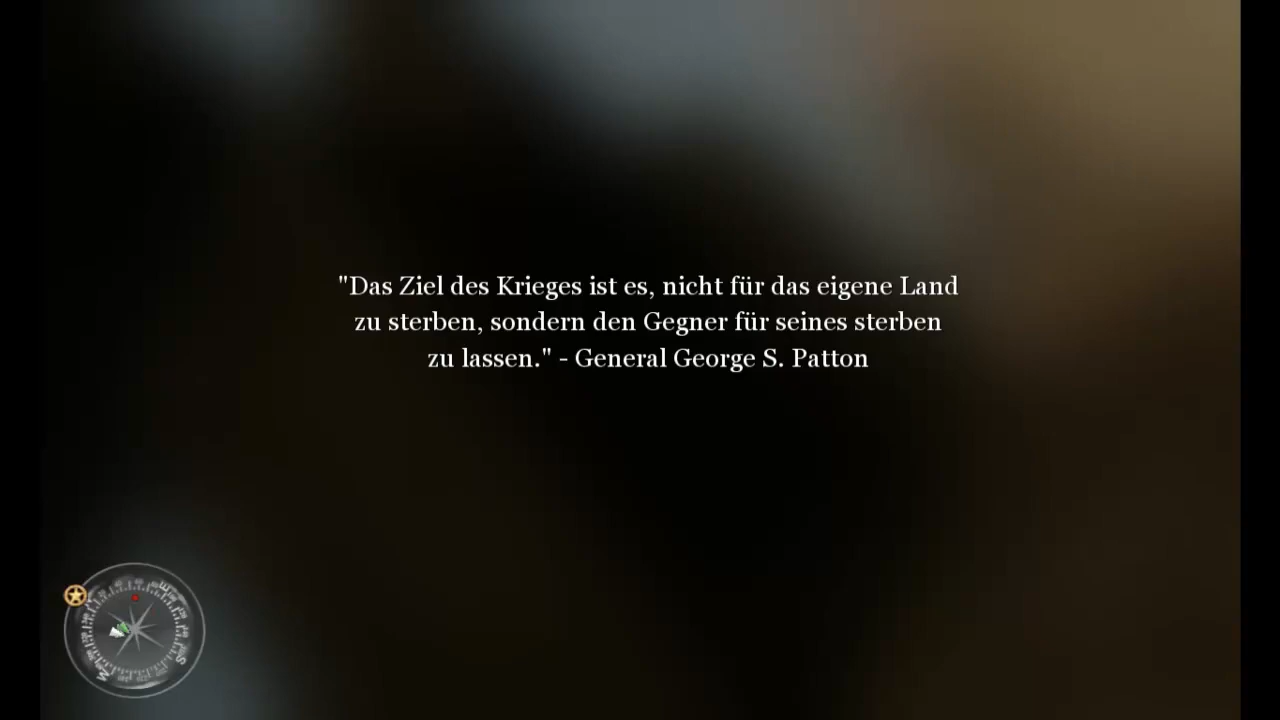 "Das Ziel des Krieges ist es, nicht für das eigene Land
zu sterben, sondern den Gegner für seines sterben
zu lassen." - General George S. Patton